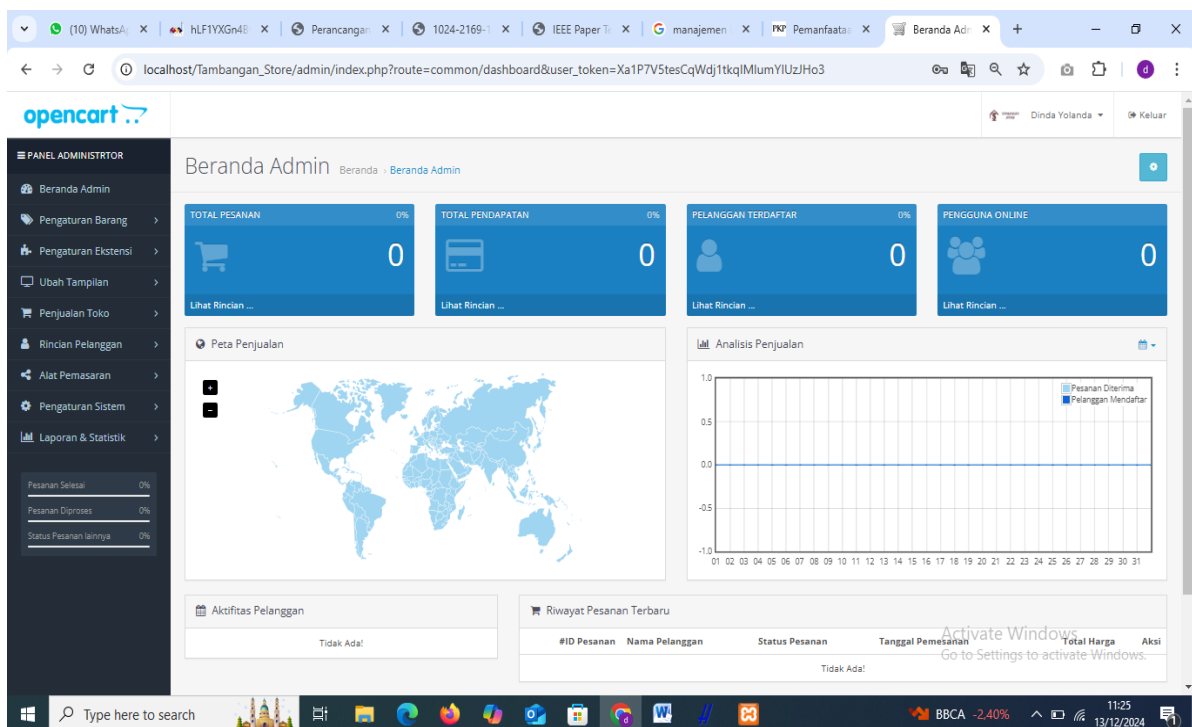 (10) WhatsA
hLF1YXGn4B
Perancangan
1024-2169-1
IEEE Paper Te
manajemen
PKP Pemanfaata
Beranda Adm
localhost/Tambangan_Store/admin/index.php?route=common/dashboard&user_token=Xa1P7V5tesCqWdj1tkqIMlumYlUzJHo3
d
opencart
Dinda Yolanda
Keluar
PANEL ADMINISTRTOR
Beranda Admin
Pengaturan Barang
Pengaturan Ekstensi
Ubah Tampilan
Penjualan Toko
Rincian Pelanggan
Alat Pemasaran
Pengaturan Sistem
Laporan & Statistik
Pesanan Selesai 0%
Pesanan Diproses 0%
Status Pesanan lainnya 0%
Beranda Admin Beranda › Beranda Admin
TOTAL PESANAN 0%
0
Lihat Rincian ...
TOTAL PENDAPATAN 0%
0
Lihat Rincian ...
PELANGGAN TERDAFTAR 0%
0
Lihat Rincian ...
PENGGUNA ONLINE
0
Lihat Rincian ...
Peta Penjualan
+
-
Analisis Penjualan
Pesanan Diterima
Pelanggan Mendaftar
1.0
0.5
0.0
-0.5
-1.0
01 02 03 04 05 06 07 08 09 10 11 12 13 14 15 16 17 18 19 20 21 22 23 24 25 26 27 28 29 30 31
Aktifitas Pelanggan
Tidak Ada!
Riwayat Pesanan Terbaru
#ID Pesanan Nama Pelanggan Status Pesanan Tanggal Pemesanan Total Harga Aksi
Tidak Ada!
Activate Windows
Go to Settings to activate Windows.
Type here to search
BBCA -2,40%
11:25
13/12/2024